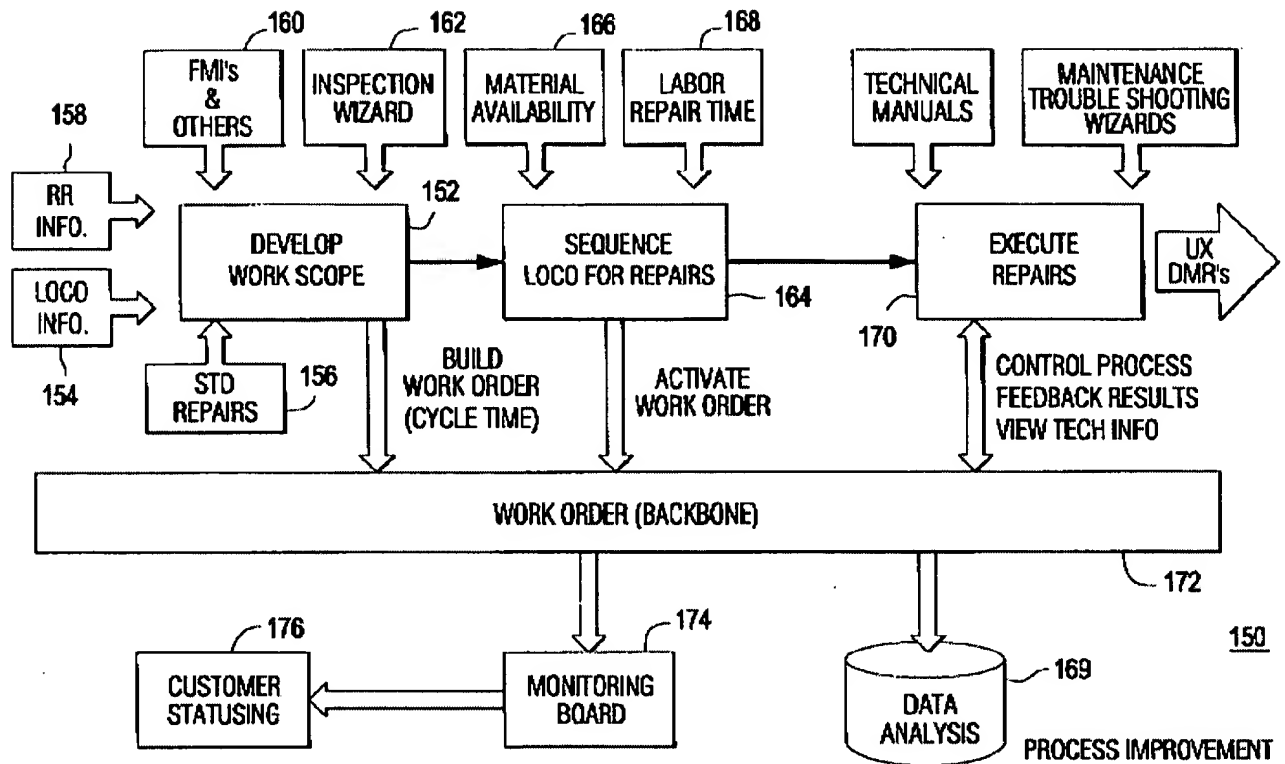 160
162
166
168
FMI's
&
OTHERS
INSPECTION
WIZARD
MATERIAL
AVAILABILITY
LABOR
REPAIR TIME
TECHNICAL
MANUALS
MAINTENANCE
TROUBLE SHOOTING
WIZARDS
158
RR
INFO.
152
DEVELOP
WORK SCOPE
SEQUENCE
LOCO FOR REPAIRS
EXECUTE
REPAIRS
UX
DMR's
LOCO
INFO.
164
170
154
STD
REPAIRS
156
BUILD
WORK ORDER
(CYCLE TIME)
ACTIVATE
WORK ORDER
CONTROL PROCESS
FEEDBACK RESULTS
VIEW TECH INFO
WORK ORDER (BACKBONE)
172
176
174
150
CUSTOMER
STATUSING
MONITORING
BOARD
169
DATA
ANALYSIS
PROCESS IMPROVEMENT